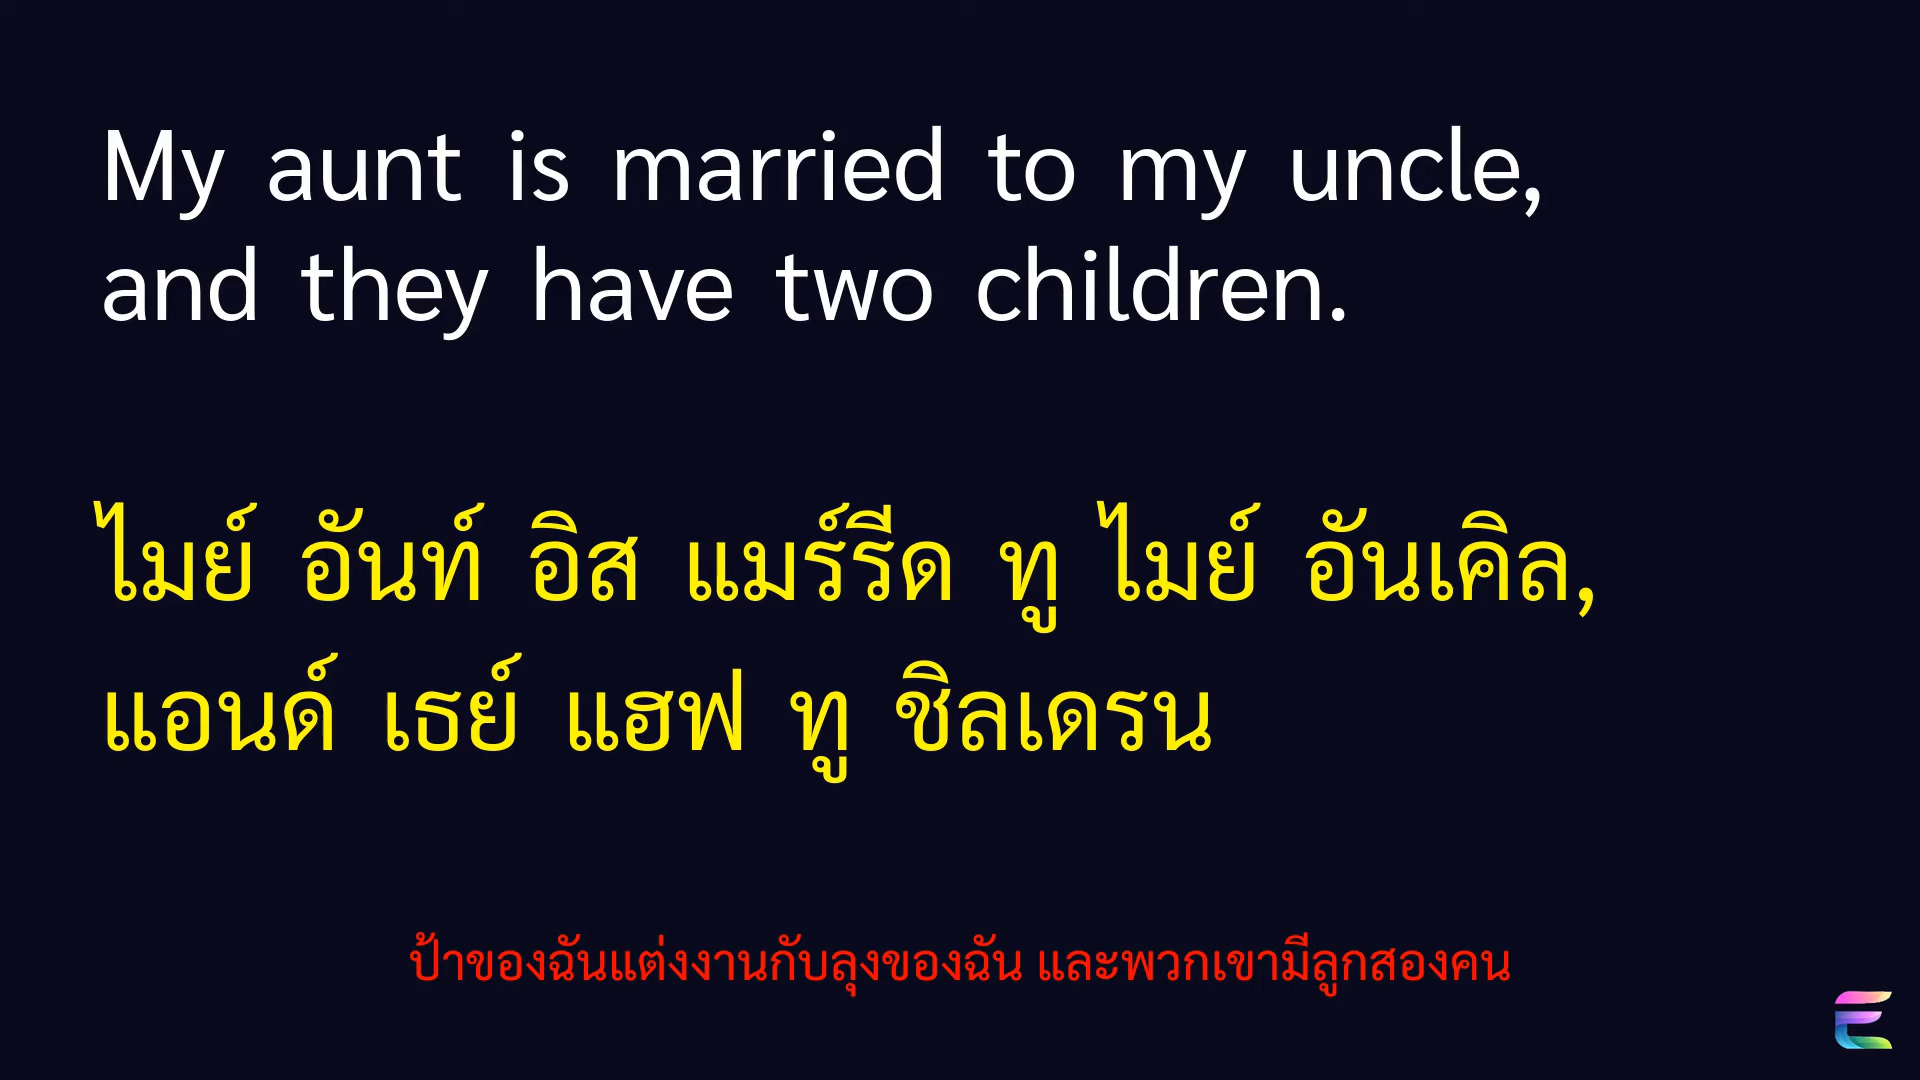 My aunt is married to my uncle,
and they have two children.
ไมย์ อันท์ อิส แมร์รีด ทู ไมย์ อันเคิล,
แอนด์ เธย์ แฮฟ ทู ชิลเดรน
ป้าของฉันแต่งงานกับลุงของฉัน และพวกเขามีลูกสองคน